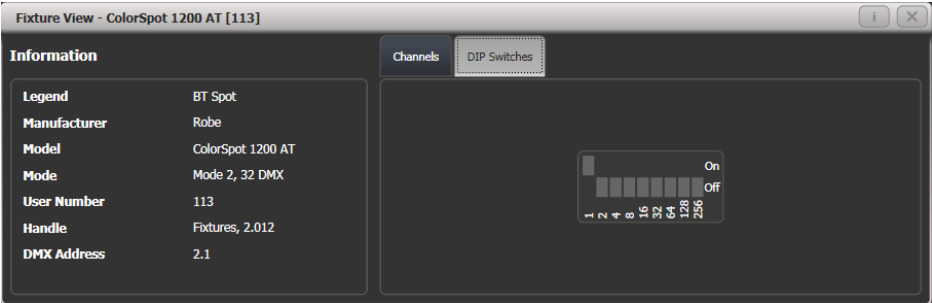 Fixture View - ColorSpot 1200 AT [113]
i
Information
Channels
DIP Switches
Legend BT Spot
Manufacturer Robe
Model ColorSpot 1200 AT
Mode Mode 2, 32 DMX
User Number 113
Handle Fixtures, 2.012
DMX Address 2.1
On
Off
1 2 4 8 16 32 64 128 256